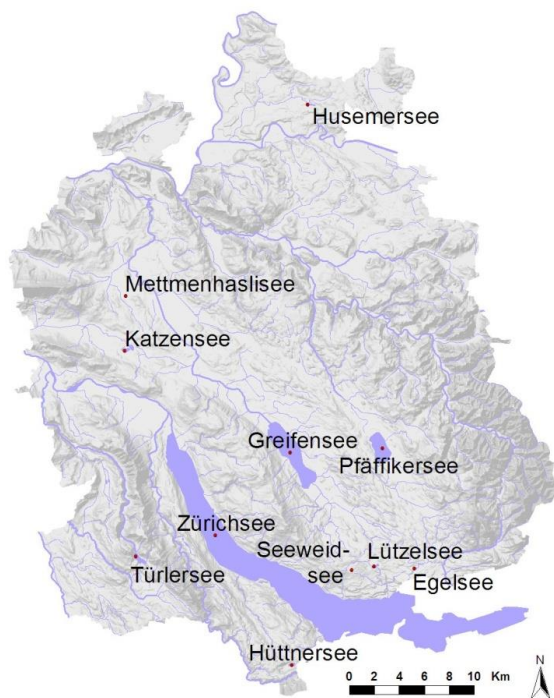 Husemersee
Mettmenhaslisee
Katzensee
Greifensee
Pfäffikersee
Zürichsee
Seeweid-
see
Lützelsee
Egelsee
Türlersee
Hüttnersee
0 2 4 6 8 10 Km
N